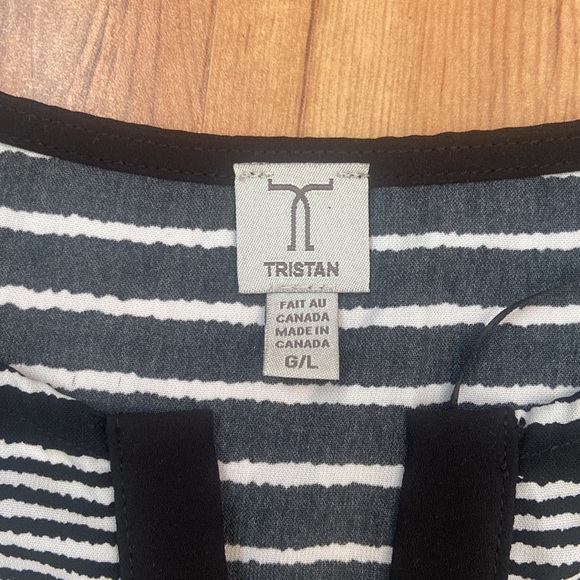 TRISTAN
FAIT AU
CANADA
MADE IN
CANADA
G/L